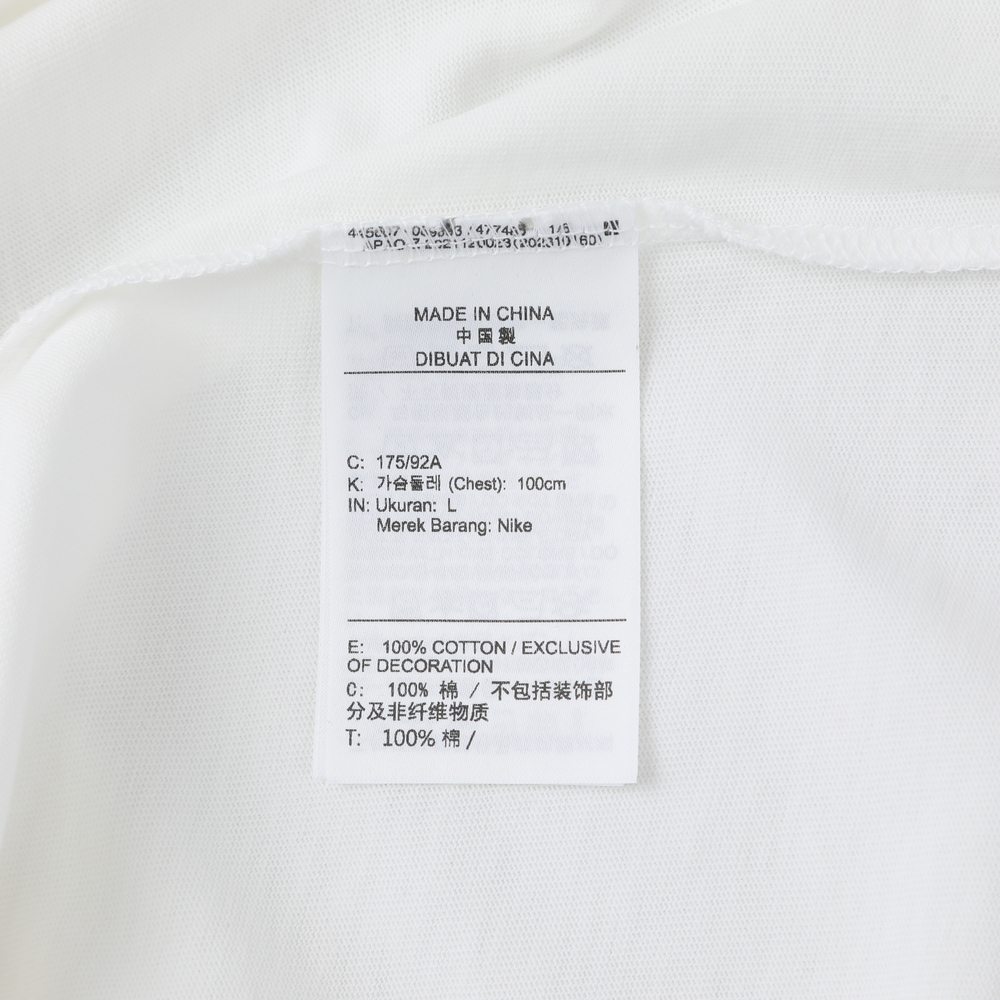 1/8
MADE IN CHINA
中国製
DIBUAT DI CINA
C: 175/92A
K: 가슴둘레 (Chest): 100cm
IN: Ukuran: L
Merek Barang: Nike
E: 100% COTTON / EXCLUSIVE
OF DECORATION
C: 100% 棉 / 不包括装饰部
分及非纤维物质
T: 100% 棉 /